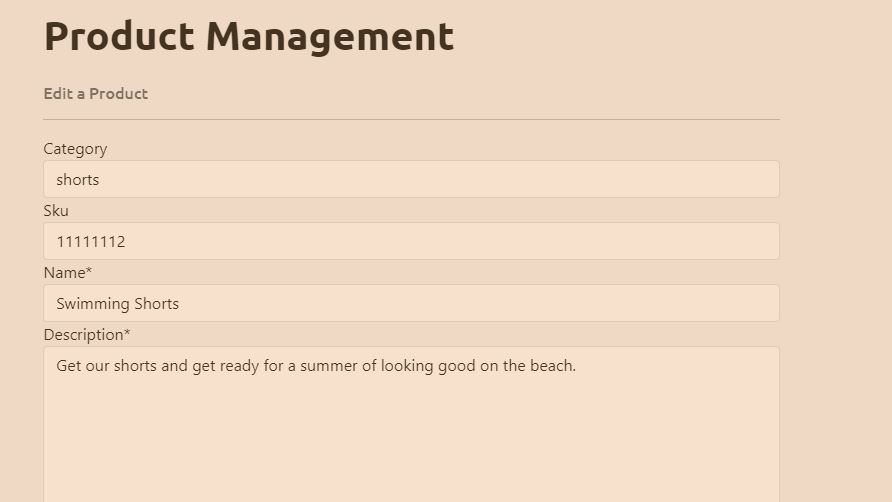 Product Management
Edit a Product
Category
shorts
Sku
11111112
Name*
Swimming Shorts
Description*
Get our shorts and get ready for a summer of looking good on the beach.